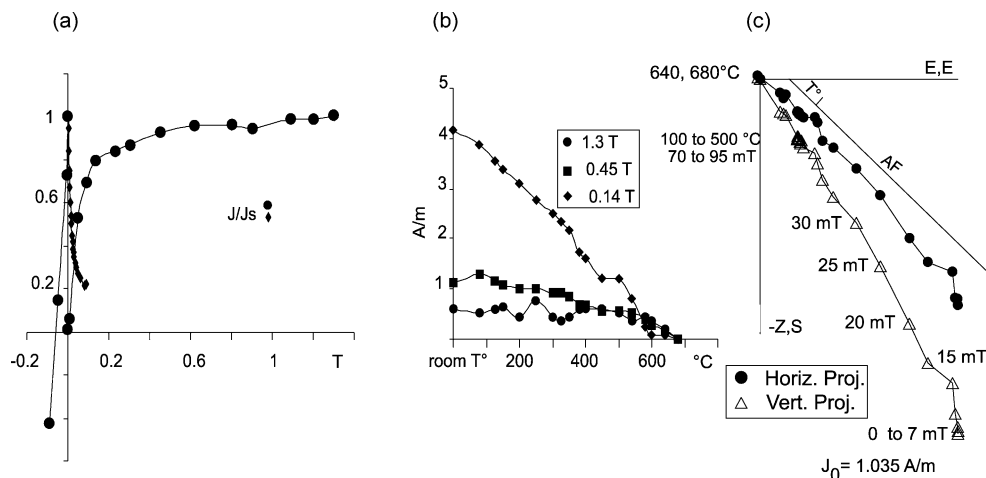 (a)
1
0.6
0.2
J/Js
-0.2
0.2
0.6
1
T
(b)
5
4
3
2
1
A/m
1.3 T
0.45 T
0.14 T
room T°
200
400
600
°C
(c)
640, 680°C
E,E
T°
AF
100 to 500 °C
70 to 95 mT
30 mT
25 mT
20 mT
15 mT
0 to 7 mT
-Z,S
Horiz. Proj.
Vert. Proj.
J0= 1.035 A/m